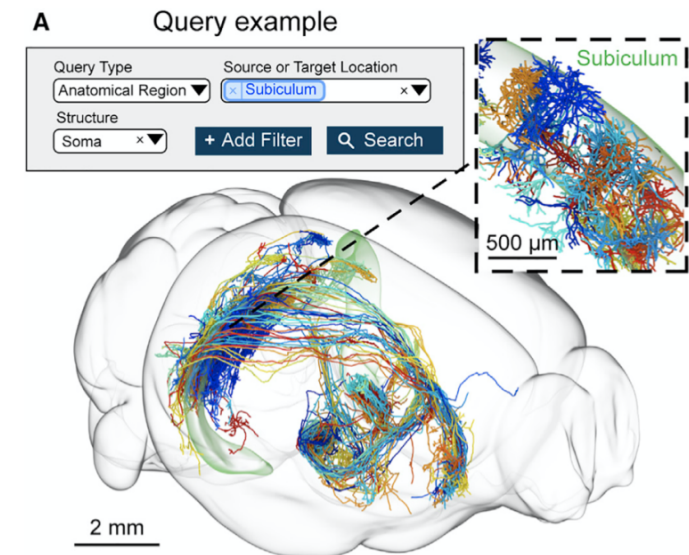 A
Query example
Query Type
Source or Target Location
Anatomical Region
× Subiculum ×
Structure
Soma ×
+ Add Filter
Search
Subiculum
500 µm
2 mm